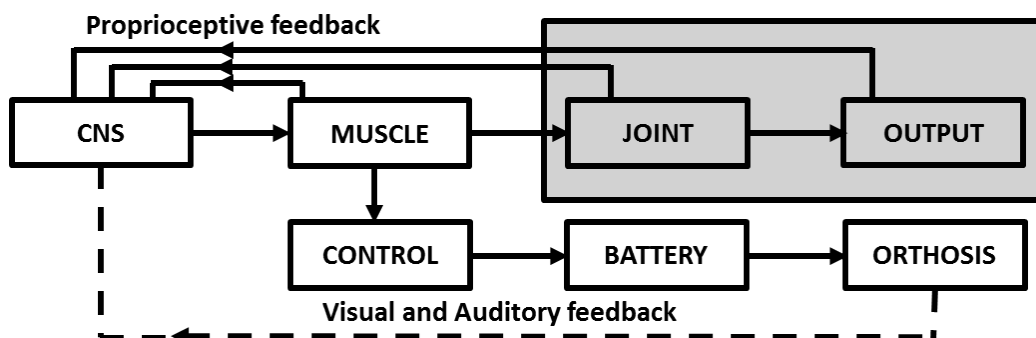 Proprioceptive feedback
CNS
MUSCLE
JOINT
OUTPUT
CONTROL
BATTERY
ORTHOSIS
Visual and Auditory feedback